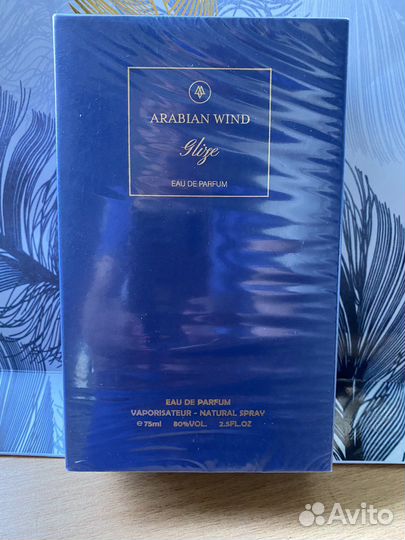 ARABIAN WIND
Glize
EAU DE PARFUM
EAU DE PARFUM
VAPORISATEUR - NATURAL SPRAY
℮75ml 80%VOL. 2.5FL.OZ
Avito